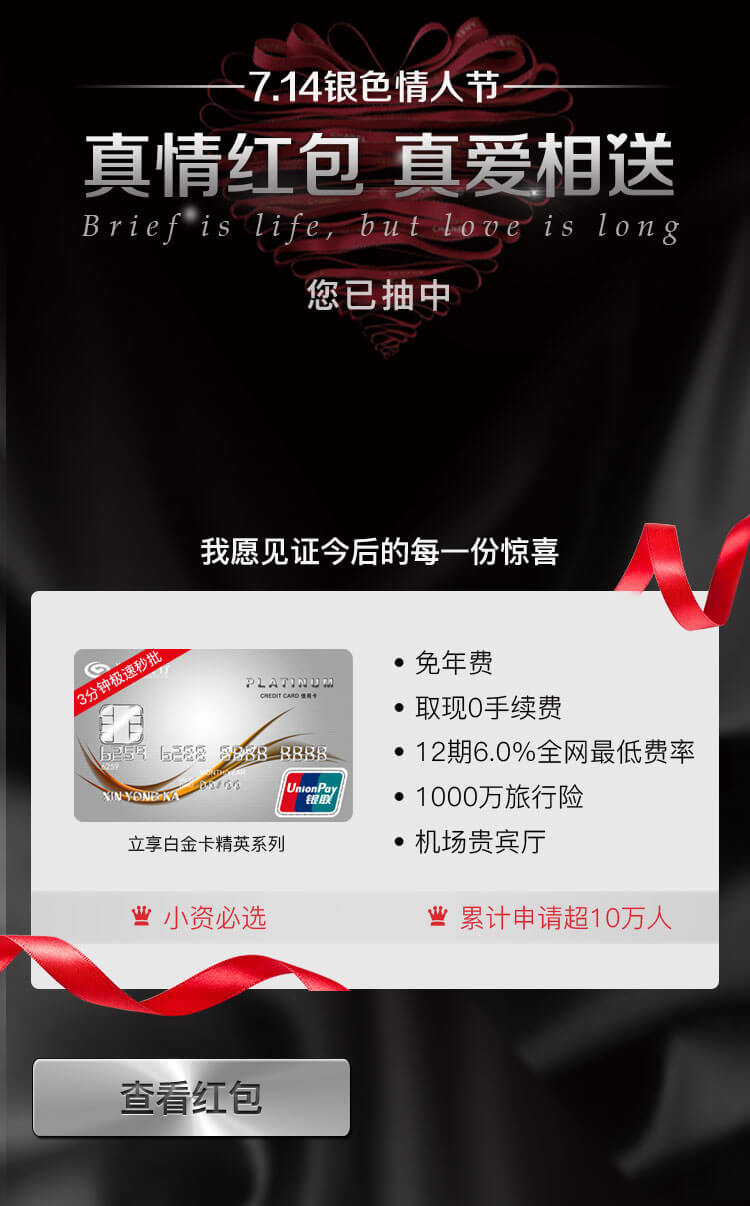 7.14银色情人节
真情红包 真爱相送
Brief is life, but love is long
您已抽中
我愿见证今后的每一份惊喜
3分钟极速秒批
PLATINUM
CREDIT CARD 信用卡
6259
MONTH/YEAR
XIN YONG KA
UnionPay
银联
立享白金卡精英系列
• 免年费
• 取现0手续费
• 12期6.0%全网最低费率
• 1000万旅行险
• 机场贵宾厅
小资必选
累计申请超10万人
查看红包